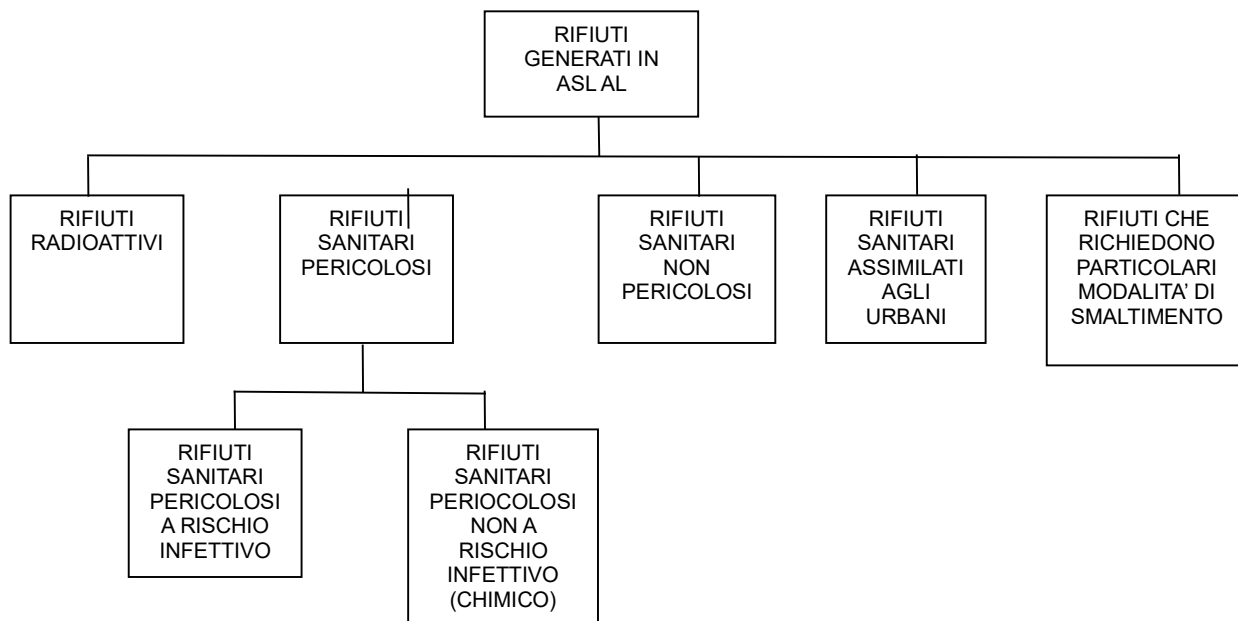 RIFIUTI
GENERATI IN
ASL AL
RIFIUTI
RADIOATTIVI
RIFIUTI
SANITARI
PERICOLOSI
RIFIUTI
SANITARI
NON
PERICOLOSI
RIFIUTI
SANITARI
ASSIMILATI
AGLI
URBANI
RIFIUTI CHE
RICHIEDONO
PARTICOLARI
MODALITA’ DI
SMALTIMENTO
RIFIUTI
SANITARI
PERICOLOSI
A RISCHIO
INFETTIVO
RIFIUTI
SANITARI
PERIOCOLOSI
NON A
RISCHIO
INFETTIVO
(CHIMICO)